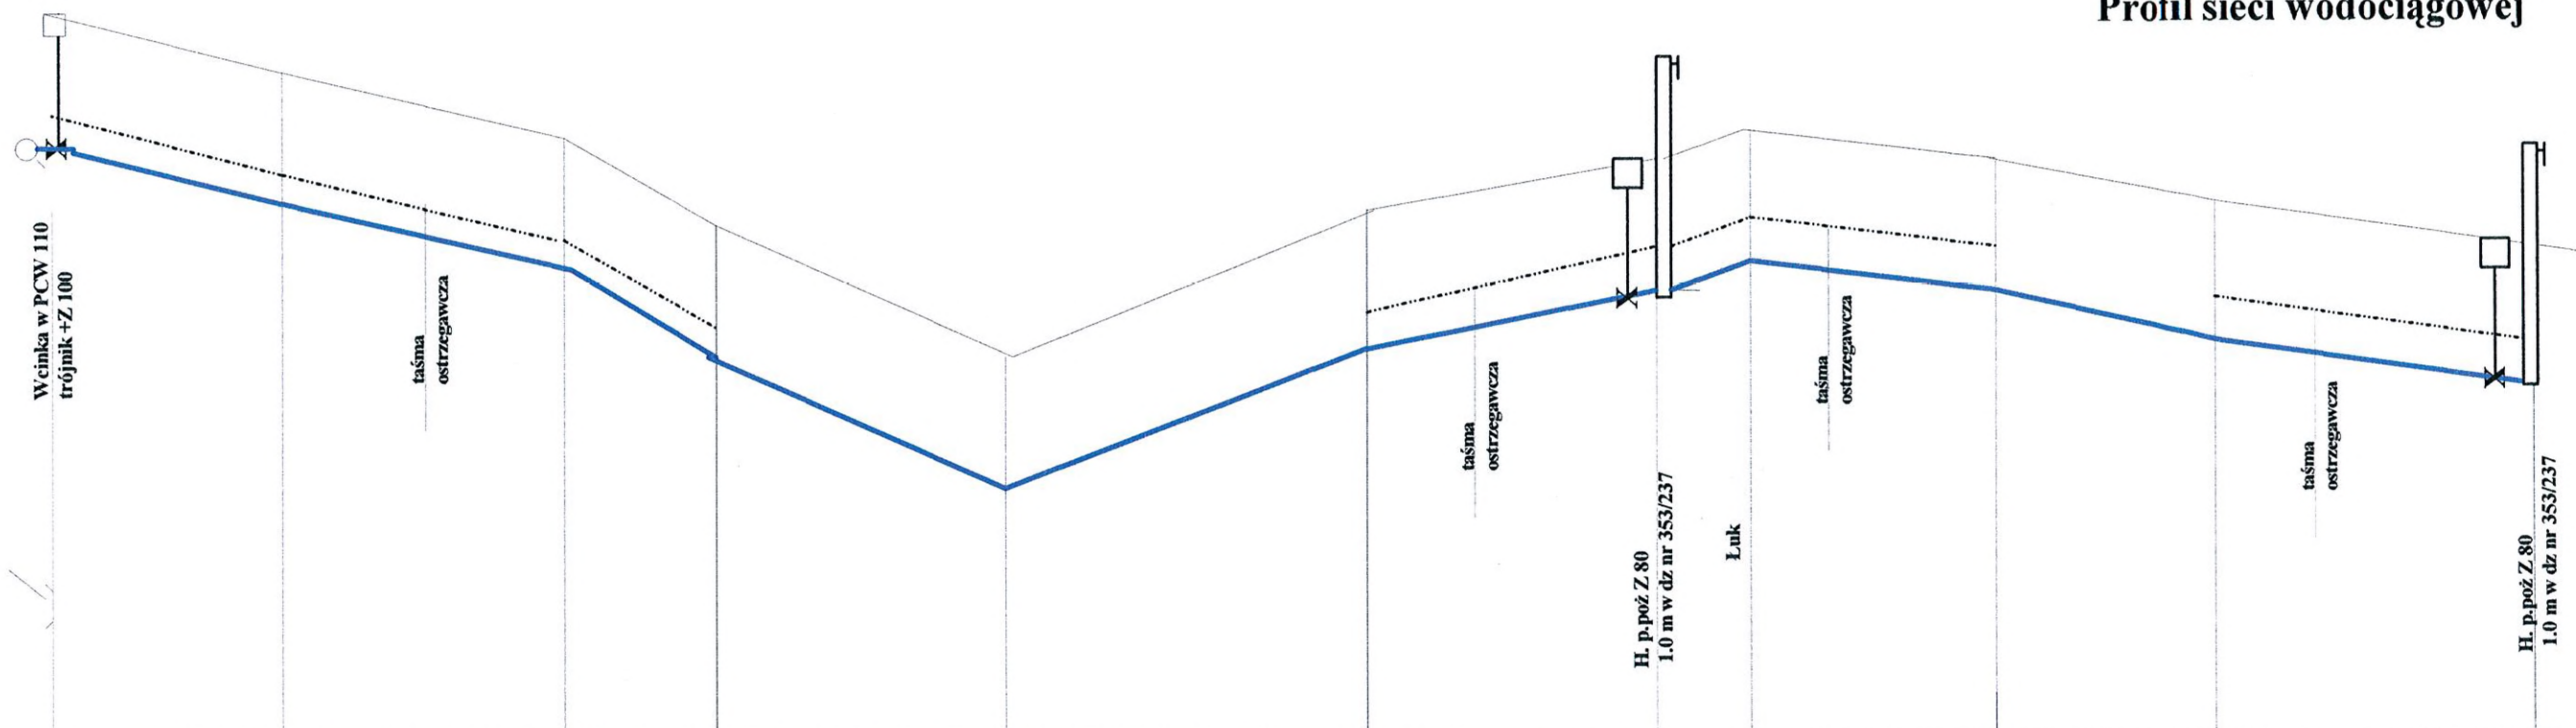 Profil sieci wodociągowej
Wcinka w PCW 110
trójnik +Z 100
taśma
ostrzegawcza
taśma
ostrzegawcza
H. p.poż Z 80
1.0 m w dz nr 353/237
Łuk
taśma
ostrzegawcza
taśma
ostrzegawcza
H. p.poż Z 80
1.0 m w dz nr 353/237